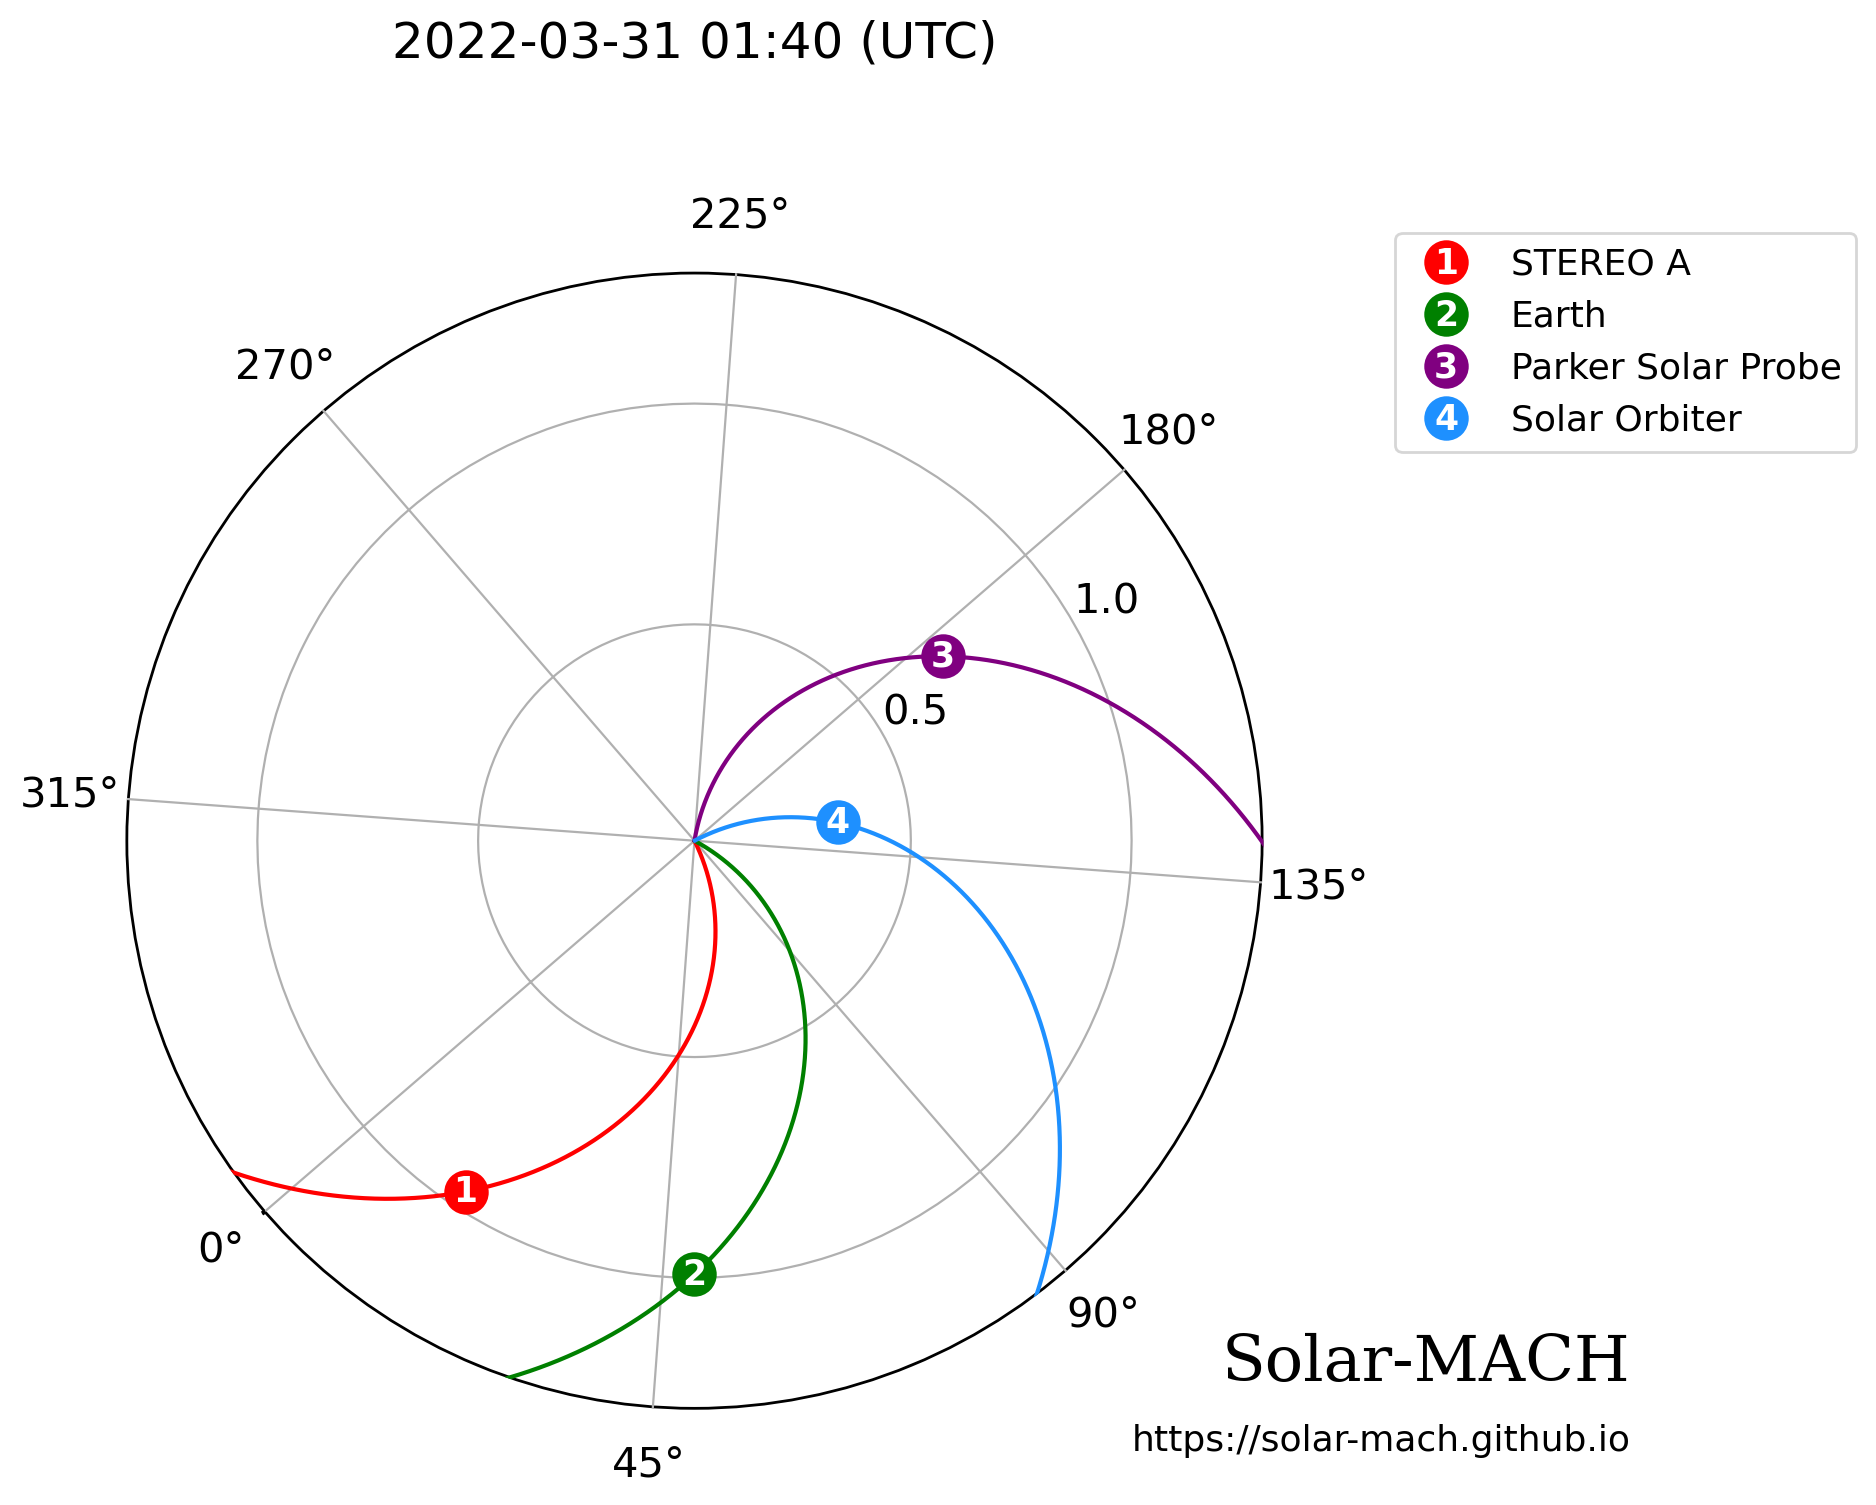 2022-03-31 01:40 (UTC)
225°
270°
180°
315°
135°
0°
90°
45°
1.0
0.5
3
4
1
2
1 STEREO A
2 Earth
3 Parker Solar Probe
4 Solar Orbiter
Solar-MACH
https://solar-mach.github.io